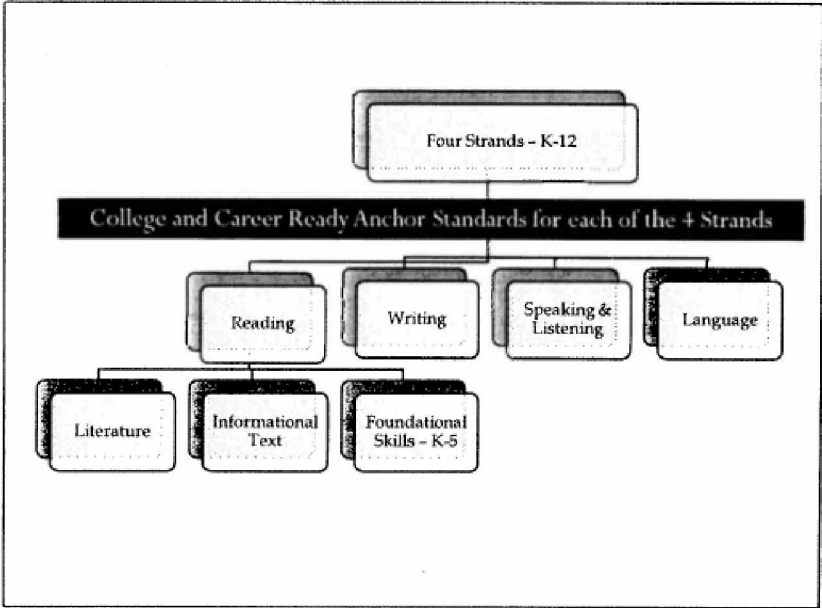 Four Strands – K-12
College and Career Ready Anchor Standards for each of the 4 Strands
Reading
Writing
Speaking &
Listening
Language
Literature
Informational
Text
Foundational
Skills – K-5